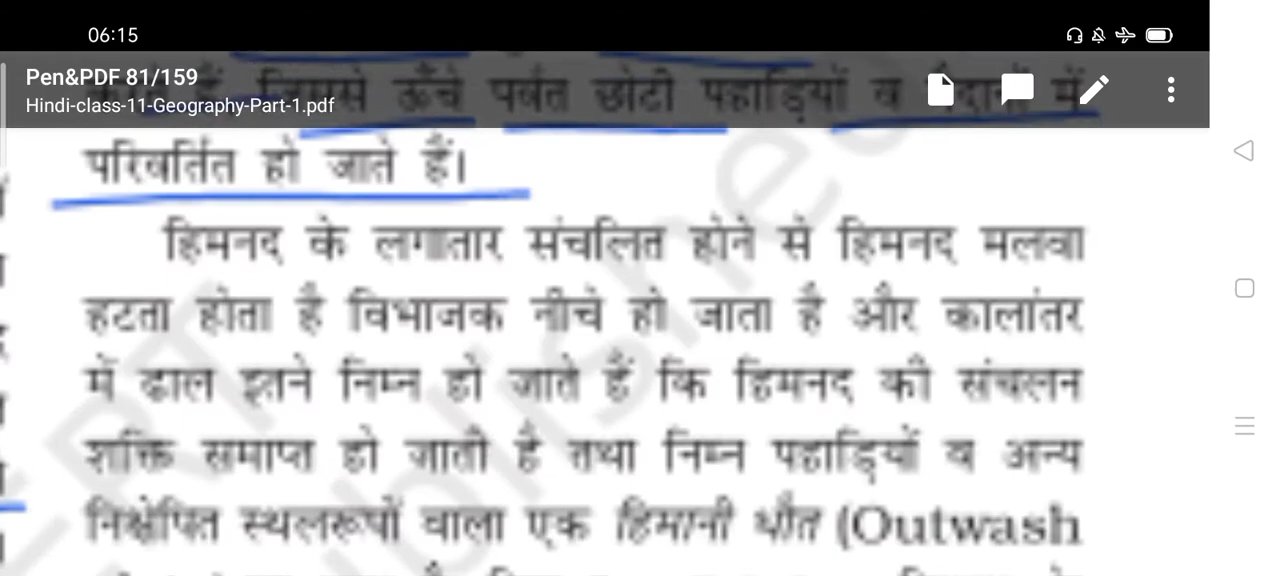 06:15
Pen&PDF 81/159
Hindi-class-11-Geography-Part-1.pdf
जिससे ऊँचे पर्वत छोटी पहाड़ियों व मैदानों में
परिवर्तित हो जाते हैं।
हिमनद के लगातार संचलित होने से हिमनद मलवा
हटता होता है विभाजक नीचे हो जाता है और कालांतर
में ढाल इतने निम्न हो जाते हैं कि हिमनद की संचलन
शक्ति समाप्त हो जाती है तथा निम्न पहाड़ियों व अन्य
निक्षेपित स्थलरूपों वाला एक हिमानी धौत (Outwash